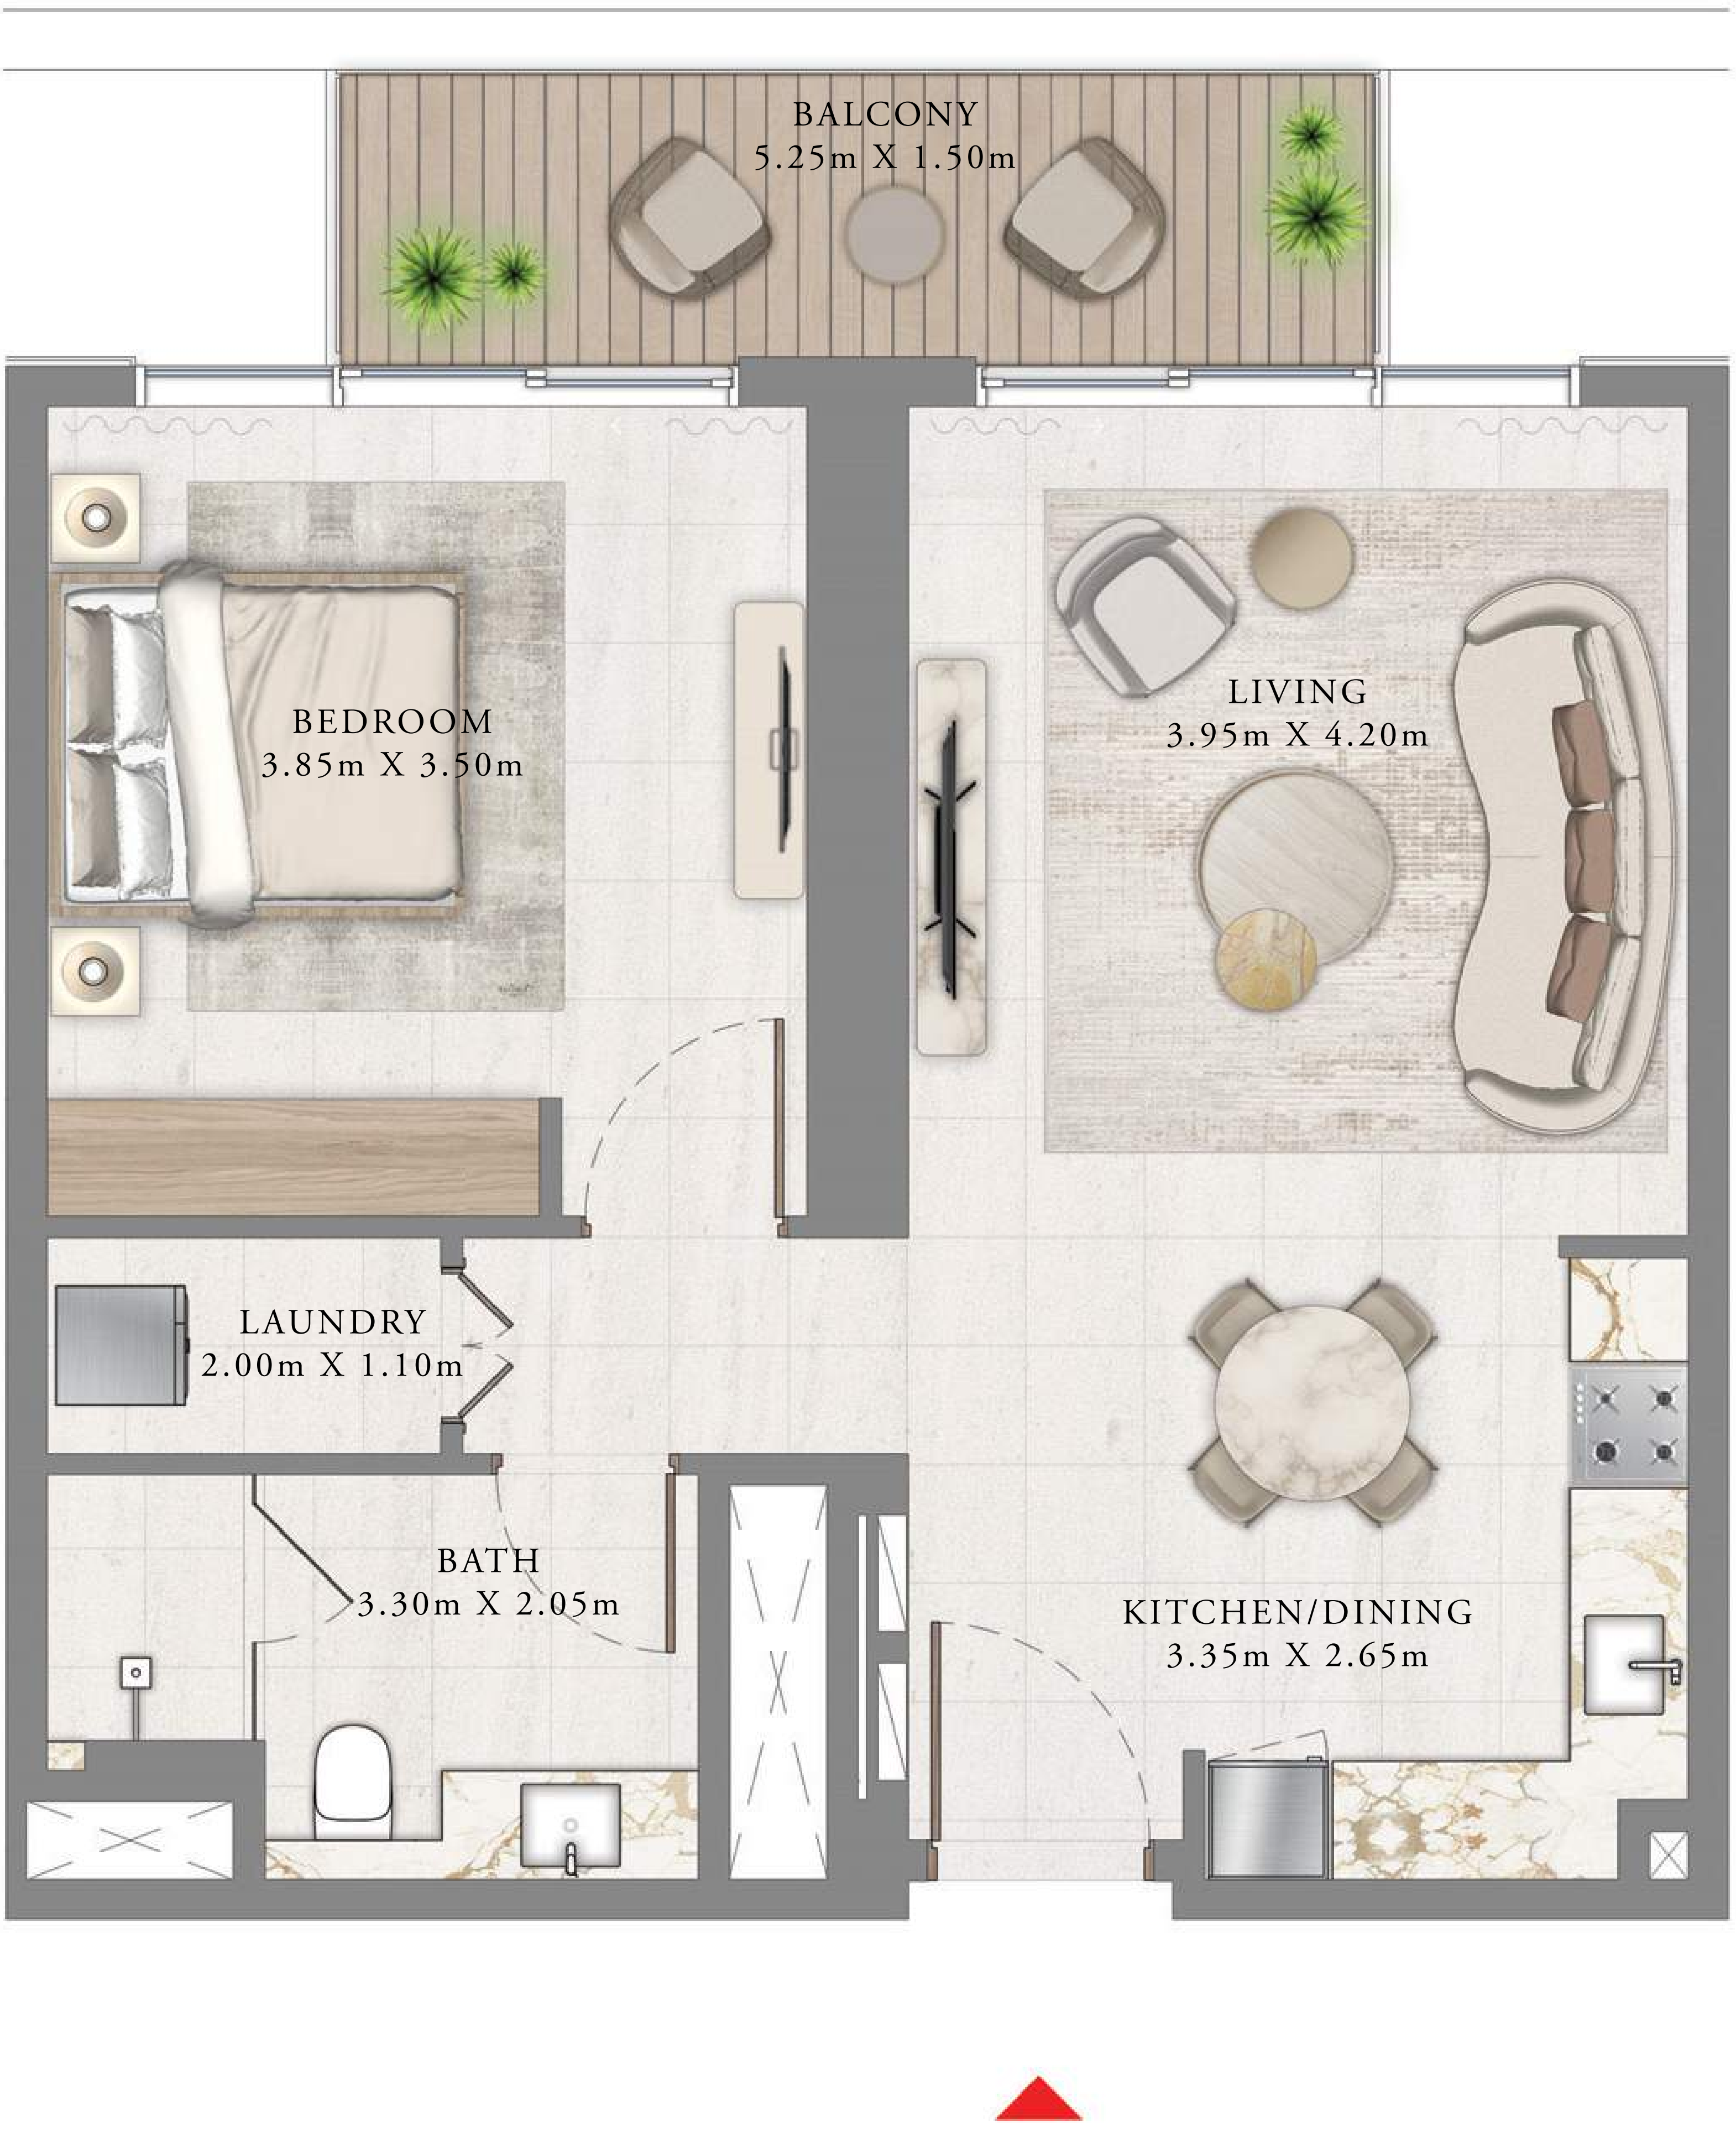 BALCONY
5.25m X 1.50m
BEDROOM
3.85m X 3.50m
LIVING
3.95m X 4.20m
LAUNDRY
2.00m X 1.10m
BATH
3.30m X 2.05m
KITCHEN/DINING
3.35m X 2.65m